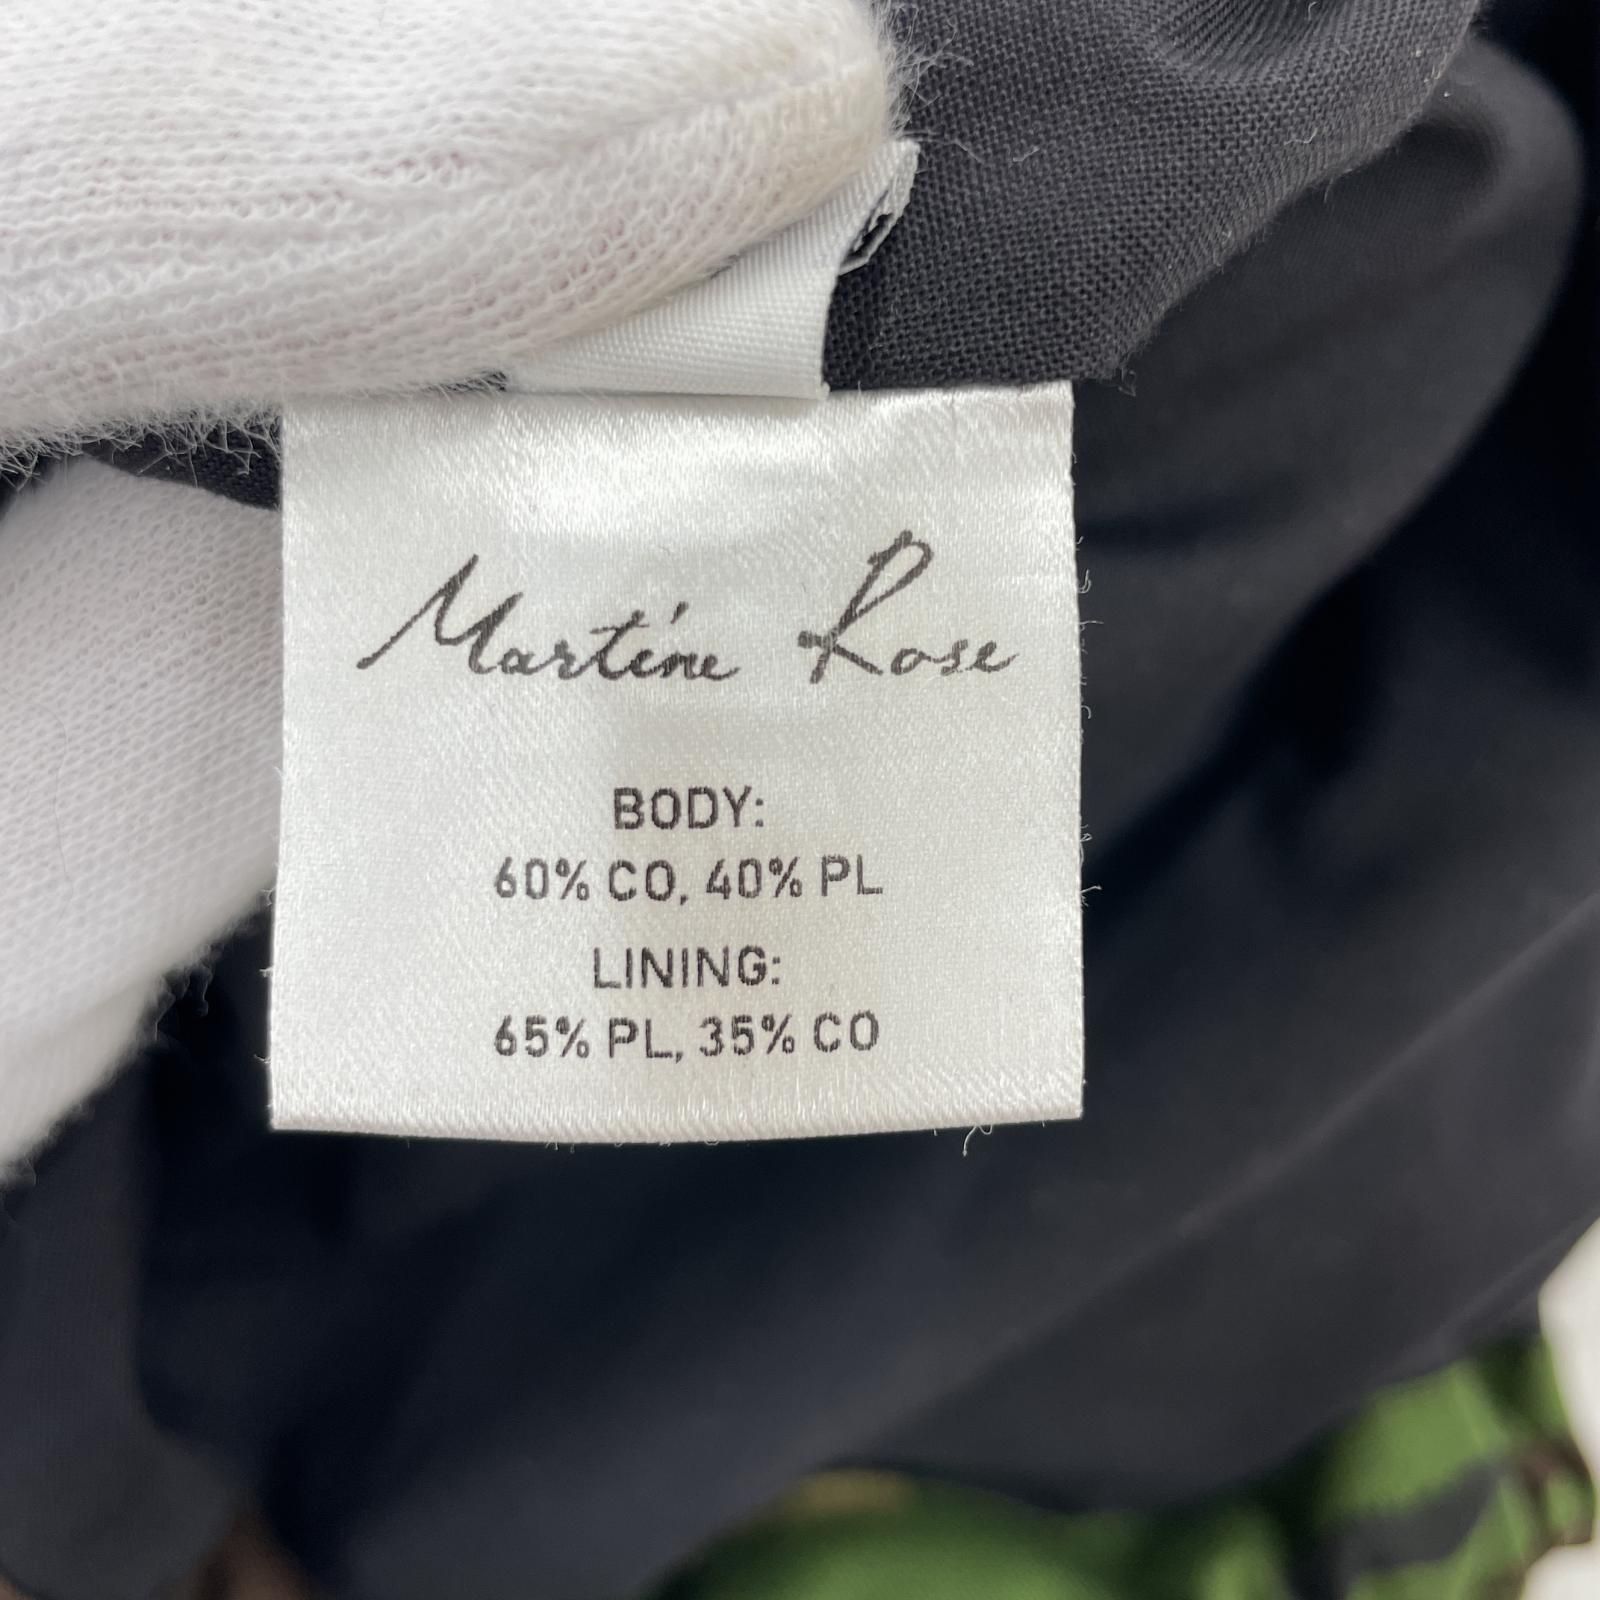 Martine Rose
BODY:
60% CO, 40% PL
LINING:
65% PL, 35% CO